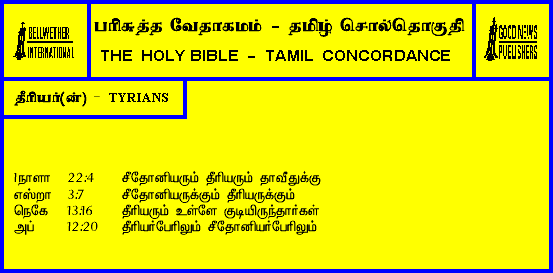 BELLWETHER
INTERNATIONAL
பரிசுத்த வேதாகமம் - தமிழ் சொல்தொகுதி
THE HOLY BIBLE - TAMIL CONCORDANCE
GOOD NEWS
PUBLISHERS
தீரியர்(ன்) - TYRIANS
1நாளா 22:4 சீதோனியரும் தீரியரும் தாவீதுக்கு
எஸ்றா 3:7 சீதோனியருக்கும் தீரியருக்கும்
நெகே 13:16 தீரியரும் உள்ளே குடியிருந்தார்கள்
அப் 12:20 தீரியர்பேரிலும் சீதோனியர்பேரிலும்